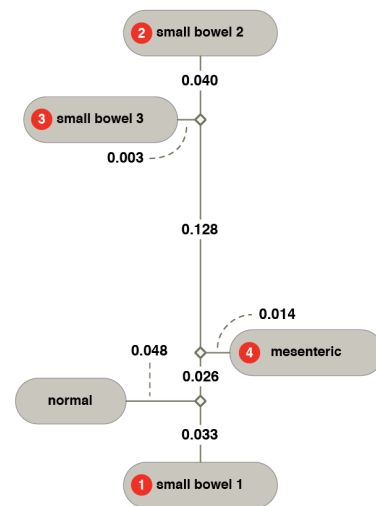 2 small bowel 2
0.040
3 small bowel 3
0.003
0.128
0.014
4 mesenteric
0.048
0.026
normal
0.033
1 small bowel 1